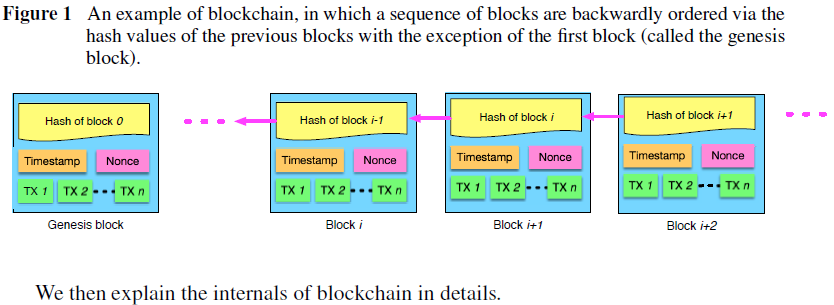 Figure 1 An example of blockchain, in which a sequence of blocks are backwardly ordered via the
hash values of the previous blocks with the exception of the first block (called the genesis
block).
Hash of block 0
Timestamp Nonce
TX 1 TX 2 TX n
Genesis block
Hash of block i-1
Timestamp Nonce
TX 1 TX 2 TX n
Block i
Hash of block i
Timestamp Nonce
TX 1 TX 2 TX n
Block i+1
Hash of block i+1
Timestamp Nonce
TX 1 TX 2 TX n
Block i+2
We then explain the internals of blockchain in details.